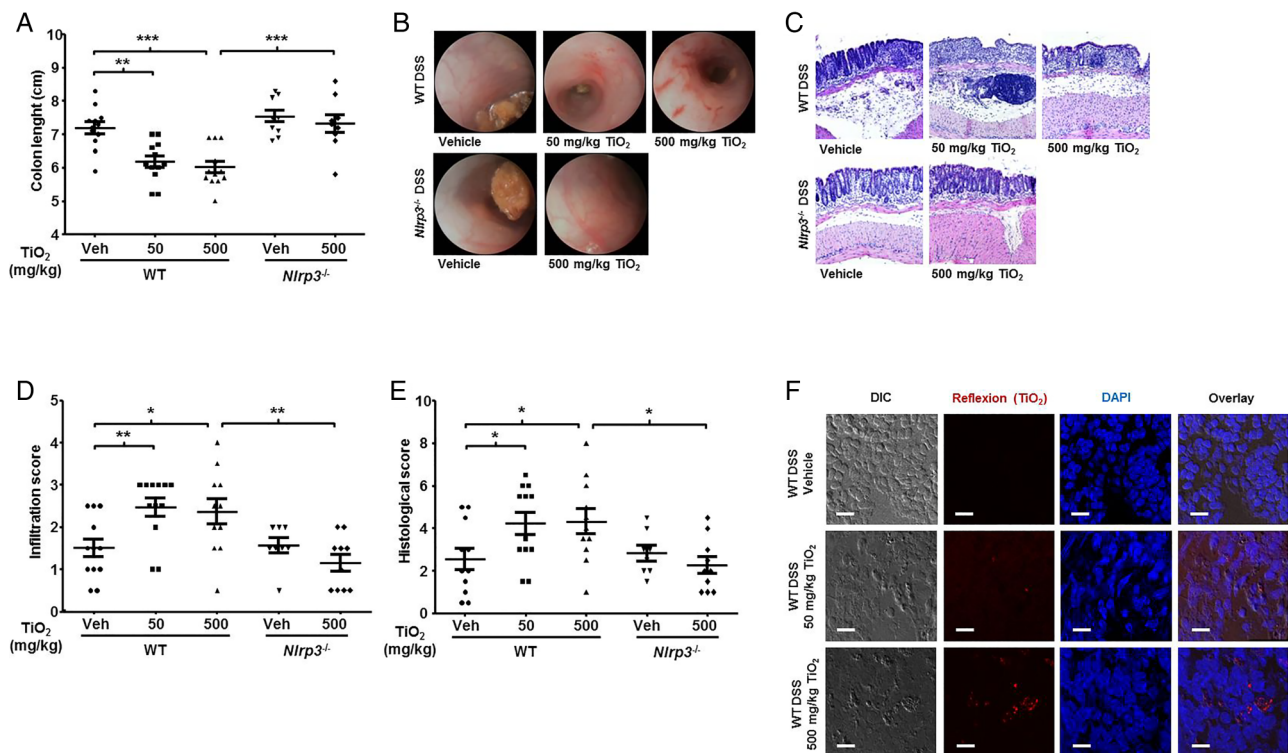 A
Colon lenght (cm)
10
9
8
7
6
5
4
***
***
**
Veh 50 500 Veh 500
TiO2
(mg/kg)
WT
Nlrp3-/-
B
WT DSS
Vehicle
50 mg/kg TiO2
500 mg/kg TiO2
Nlrp3-/- DSS
Vehicle
500 mg/kg TiO2
C
WT DSS
Vehicle
50 mg/kg TiO2
500 mg/kg TiO2
Nlrp3-/- DSS
Vehicle
500 mg/kg TiO2
D
Infiltration score
5
4
3
2
1
0
*
**
**
Veh 50 500 Veh 500
TiO2
(mg/kg)
WT
Nlrp3-/-
E
Histological score
10
8
6
4
2
0
*
*
*
Veh 50 500 Veh 500
TiO2
(mg/kg)
WT
Nlrp3-/-
F
DIC
Reflexion (TiO2)
DAPI
Overlay
WT DSS
Vehicle
WT DSS
50 mg/kg TiO2
WT DSS
500 mg/kg TiO2